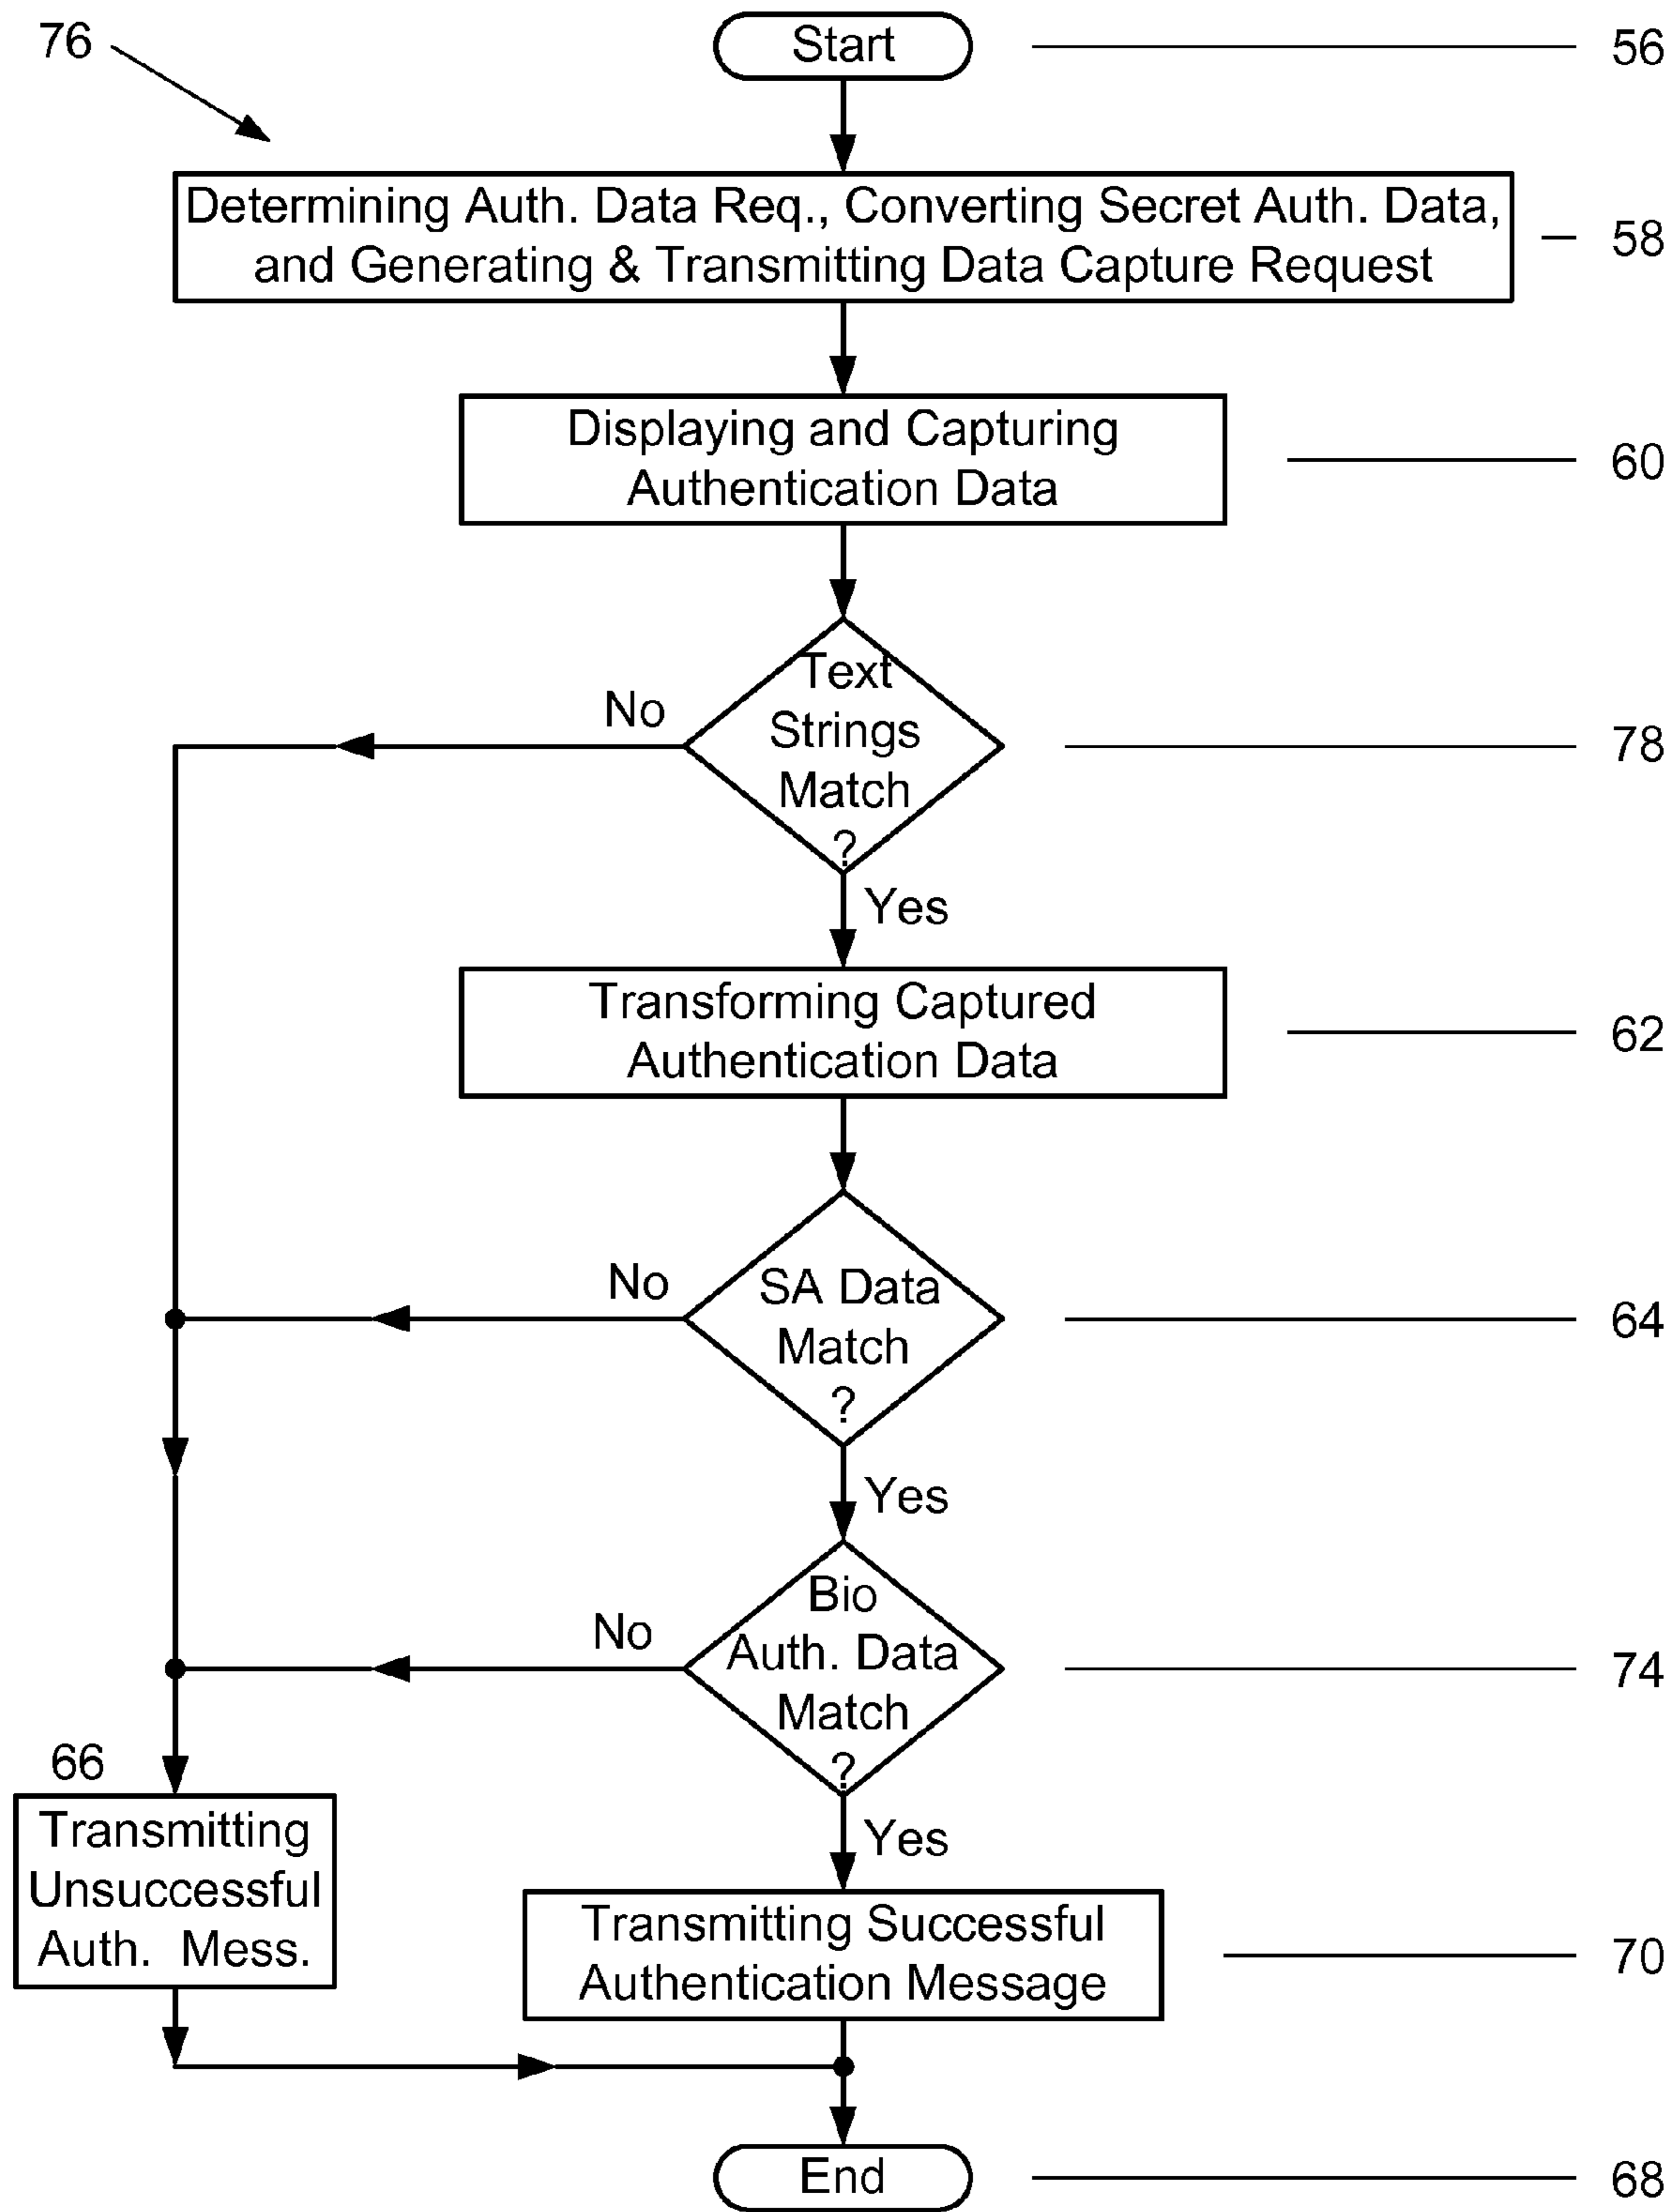 76
Start
56
Determining Auth. Data Req., Converting Secret Auth. Data,
and Generating & Transmitting Data Capture Request
58
Displaying and Capturing
Authentication Data
60
Text
Strings
Match
?
No
78
Yes
Transforming Captured
Authentication Data
62
SA Data
Match
?
No
64
Yes
Bio
Auth. Data
Match
?
No
74
Yes
66
Transmitting
Unsuccessful
Auth. Mess.
Transmitting Successful
Authentication Message
70
End
68